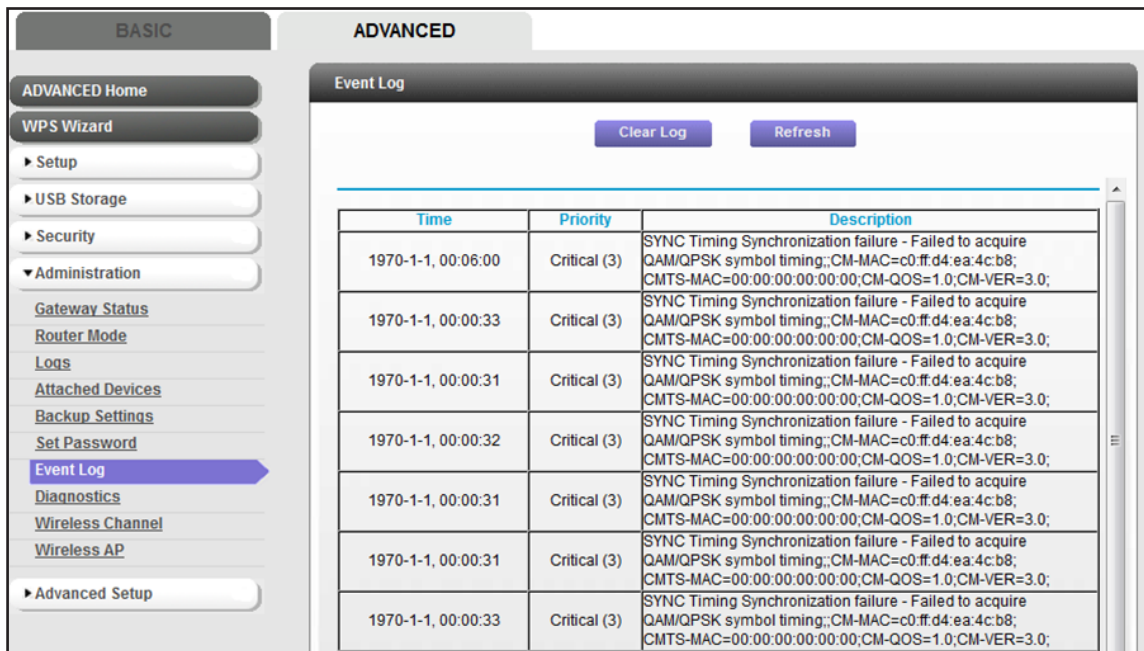 BASIC
ADVANCED
ADVANCED Home
WPS Wizard
Setup
USB Storage
Security
Administration
Gateway Status
Router Mode
Logs
Attached Devices
Backup Settings
Set Password
Event Log
Diagnostics
Wireless Channel
Wireless AP
Advanced Setup
Event Log
Clear Log Refresh
Time Priority Description
1970-1-1, 00:06:00 Critical (3) SYNC Timing Synchronization failure - Failed to acquire
QAM/QPSK symbol timing;;CM-MAC=c0:ff:d4:ea:4c:b8;
CMTS-MAC=00:00:00:00:00:00;CM-QOS=1.0;CM-VER=3.0;
1970-1-1, 00:00:33 Critical (3) SYNC Timing Synchronization failure - Failed to acquire
QAM/QPSK symbol timing;;CM-MAC=c0:ff:d4:ea:4c:b8;
CMTS-MAC=00:00:00:00:00:00;CM-QOS=1.0;CM-VER=3.0;
1970-1-1, 00:00:31 Critical (3) SYNC Timing Synchronization failure - Failed to acquire
QAM/QPSK symbol timing;;CM-MAC=c0:ff:d4:ea:4c:b8;
CMTS-MAC=00:00:00:00:00:00;CM-QOS=1.0;CM-VER=3.0;
1970-1-1, 00:00:32 Critical (3) SYNC Timing Synchronization failure - Failed to acquire
QAM/QPSK symbol timing;;CM-MAC=c0:ff:d4:ea:4c:b8;
CMTS-MAC=00:00:00:00:00:00;CM-QOS=1.0;CM-VER=3.0;
1970-1-1, 00:00:31 Critical (3) SYNC Timing Synchronization failure - Failed to acquire
QAM/QPSK symbol timing;;CM-MAC=c0:ff:d4:ea:4c:b8;
CMTS-MAC=00:00:00:00:00:00;CM-QOS=1.0;CM-VER=3.0;
1970-1-1, 00:00:31 Critical (3) SYNC Timing Synchronization failure - Failed to acquire
QAM/QPSK symbol timing;;CM-MAC=c0:ff:d4:ea:4c:b8;
CMTS-MAC=00:00:00:00:00:00;CM-QOS=1.0;CM-VER=3.0;
1970-1-1, 00:00:33 Critical (3) SYNC Timing Synchronization failure - Failed to acquire
QAM/QPSK symbol timing;;CM-MAC=c0:ff:d4:ea:4c:b8;
CMTS-MAC=00:00:00:00:00:00;CM-QOS=1.0;CM-VER=3.0;